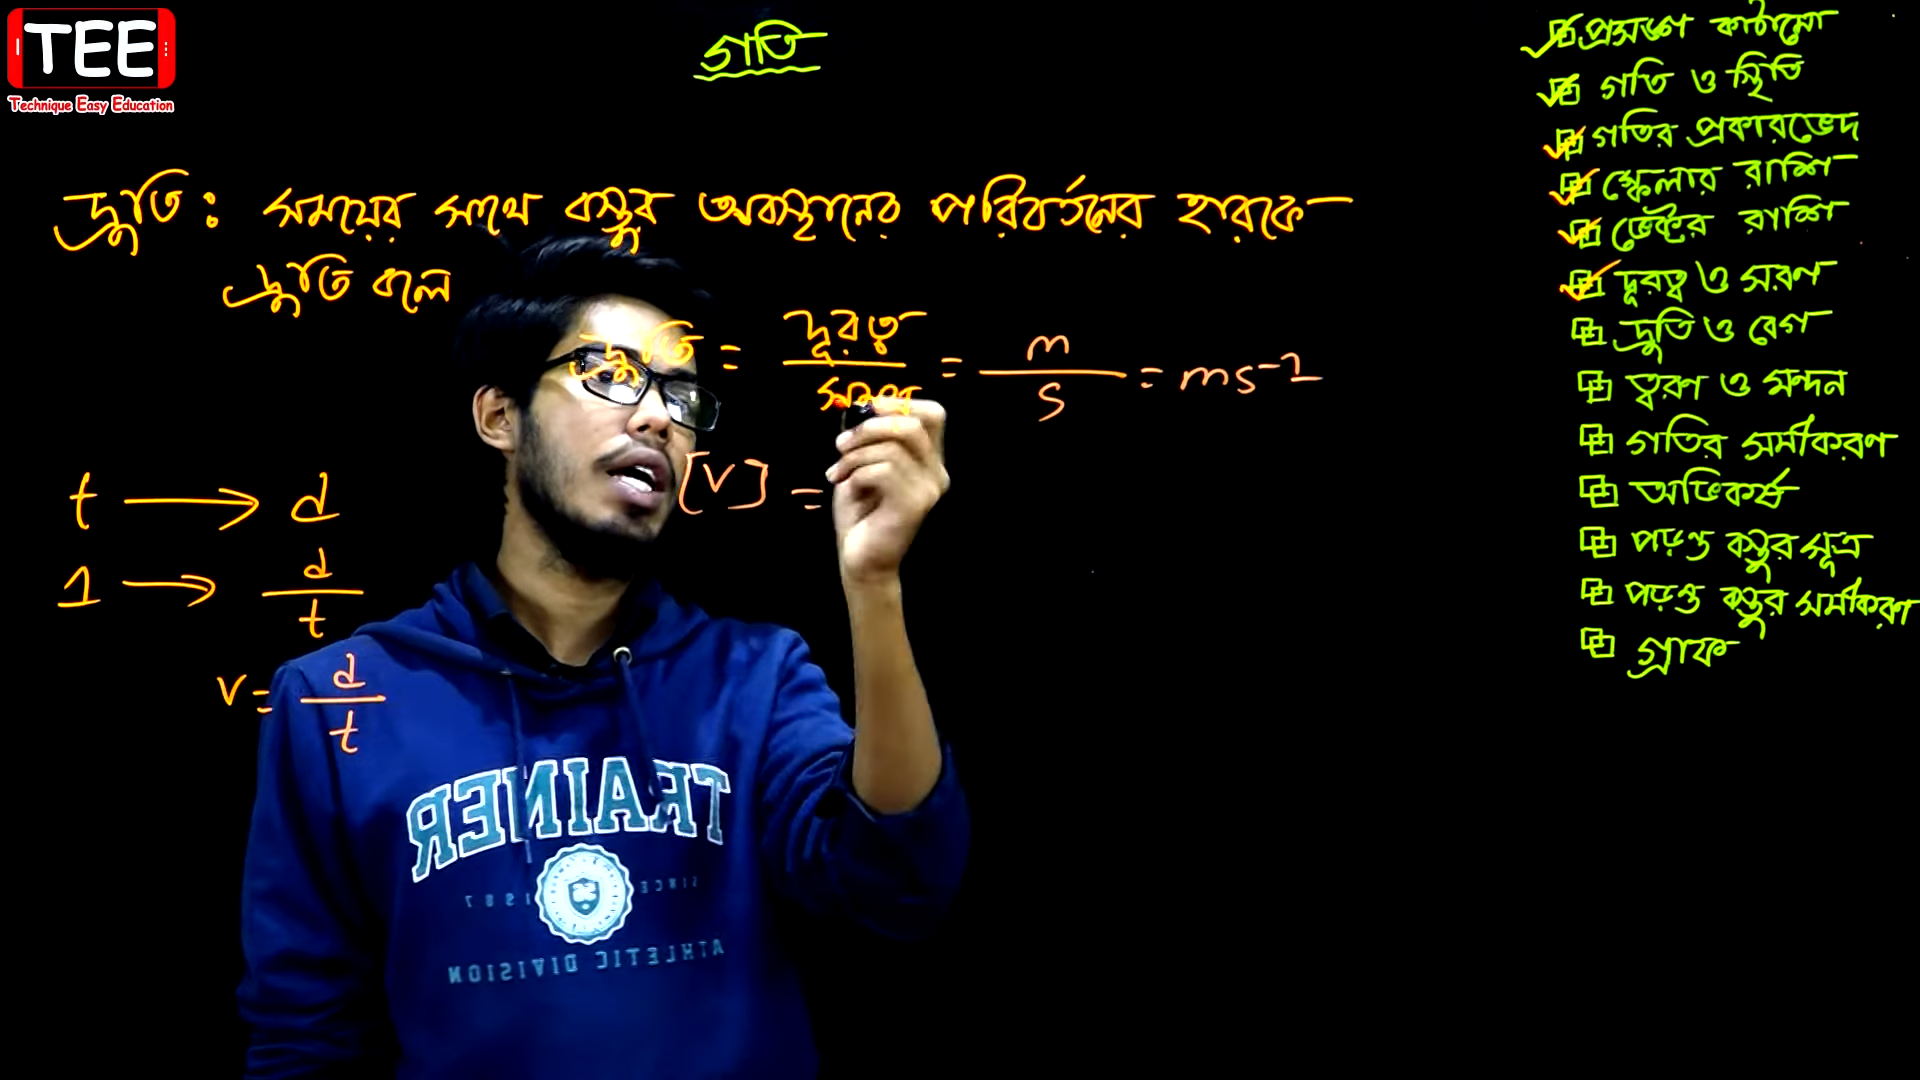 TEE
Technique Easy Education
গতি
দ্রুতি : সময়ের সাথে বস্তুর অবস্থানের পরিবর্তনের হারকে
দ্রুতি বলে
দ্রুতি = দূরত্ব / সময় = m / s = ms⁻¹
[V] =
t → d
1 → d / t
v = d / t
প্রসঙ্গ কাঠামো
গতি ও স্থিতি
গতির প্রকারভেদ
স্কেলার রাশি
ভেক্টর রাশি
দূরত্ব ও সরণ
দ্রুতি ও বেগ
ত্বরণ ও মন্দন
গতির সমীকরণ
অভিকর্ষ
পড়ন্ত বস্তুর সূত্র
পড়ন্ত বস্তুর সমীকরণ
গ্রাফ
TRAINER
SINCE 1987
ATHLETIC DIVISION